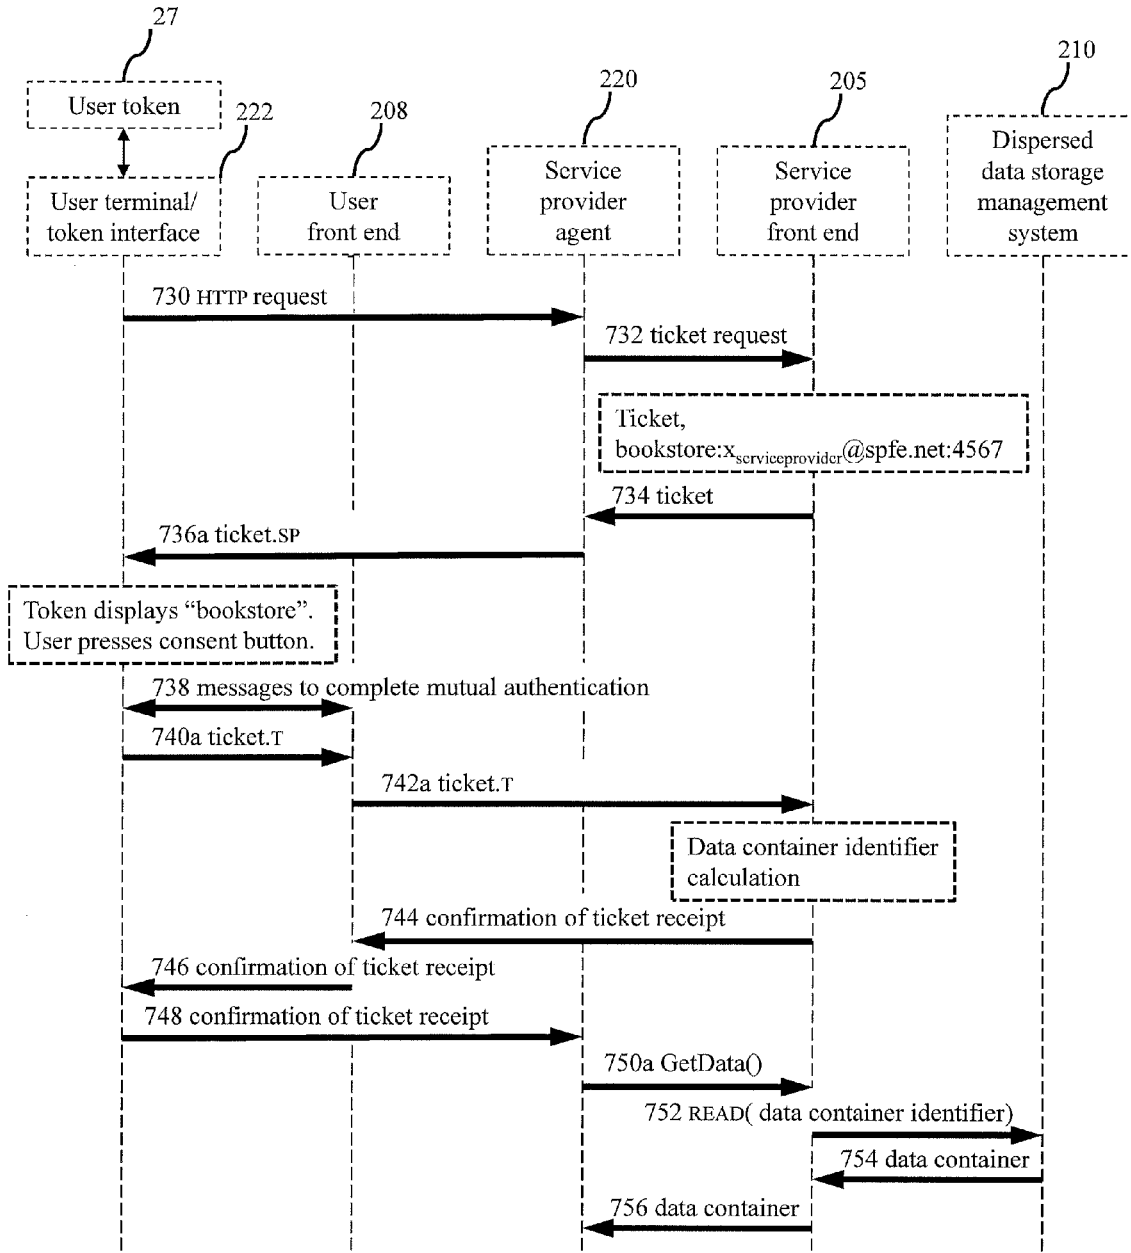 27
User token
222
208
220
205
210
User terminal/
token interface
User
front end
Service
provider
agent
Service
provider
front end
Dispersed
data storage
management
system
730 HTTP request
732 ticket request
Ticket,
bookstore:xserviceprovider@spfe.net:4567
734 ticket
736a ticket.SP
Token displays “bookstore”.
User presses consent button.
738 messages to complete mutual authentication
740a ticket.T
742a ticket.T
Data container identifier
calculation
744 confirmation of ticket receipt
746 confirmation of ticket receipt
748 confirmation of ticket receipt
750a GetData()
752 READ( data container identifier)
754 data container
756 data container